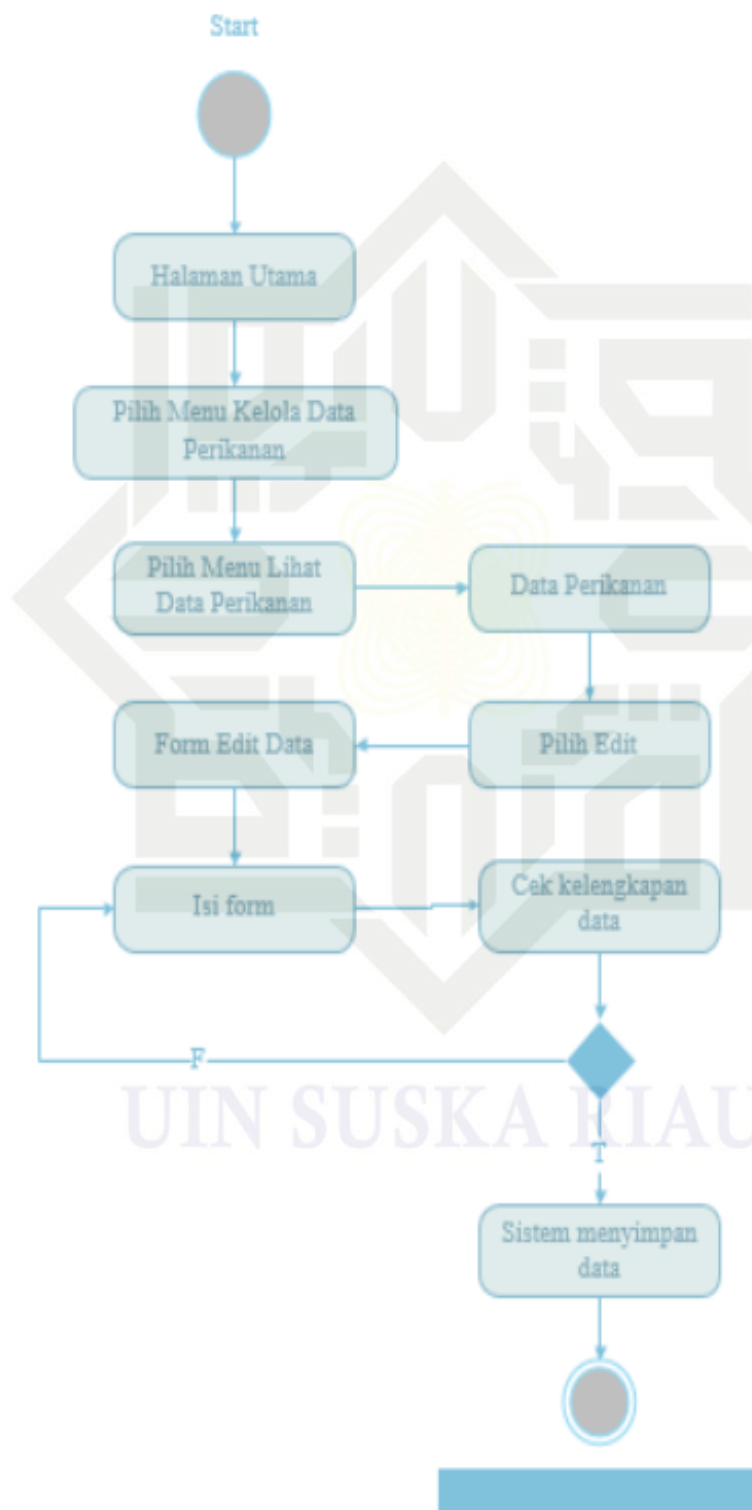 Start
Halaman Utama
Pilih Menu Kelola Data
Perikanan
Pilih Menu Lihat
Data Perikanan
Data Perikanan
Pilih Edit
Form Edit Data
Isi form
Cek kelengkapan
data
F
T
Sistem menyimpan
data
UIN SUSKA RIAU